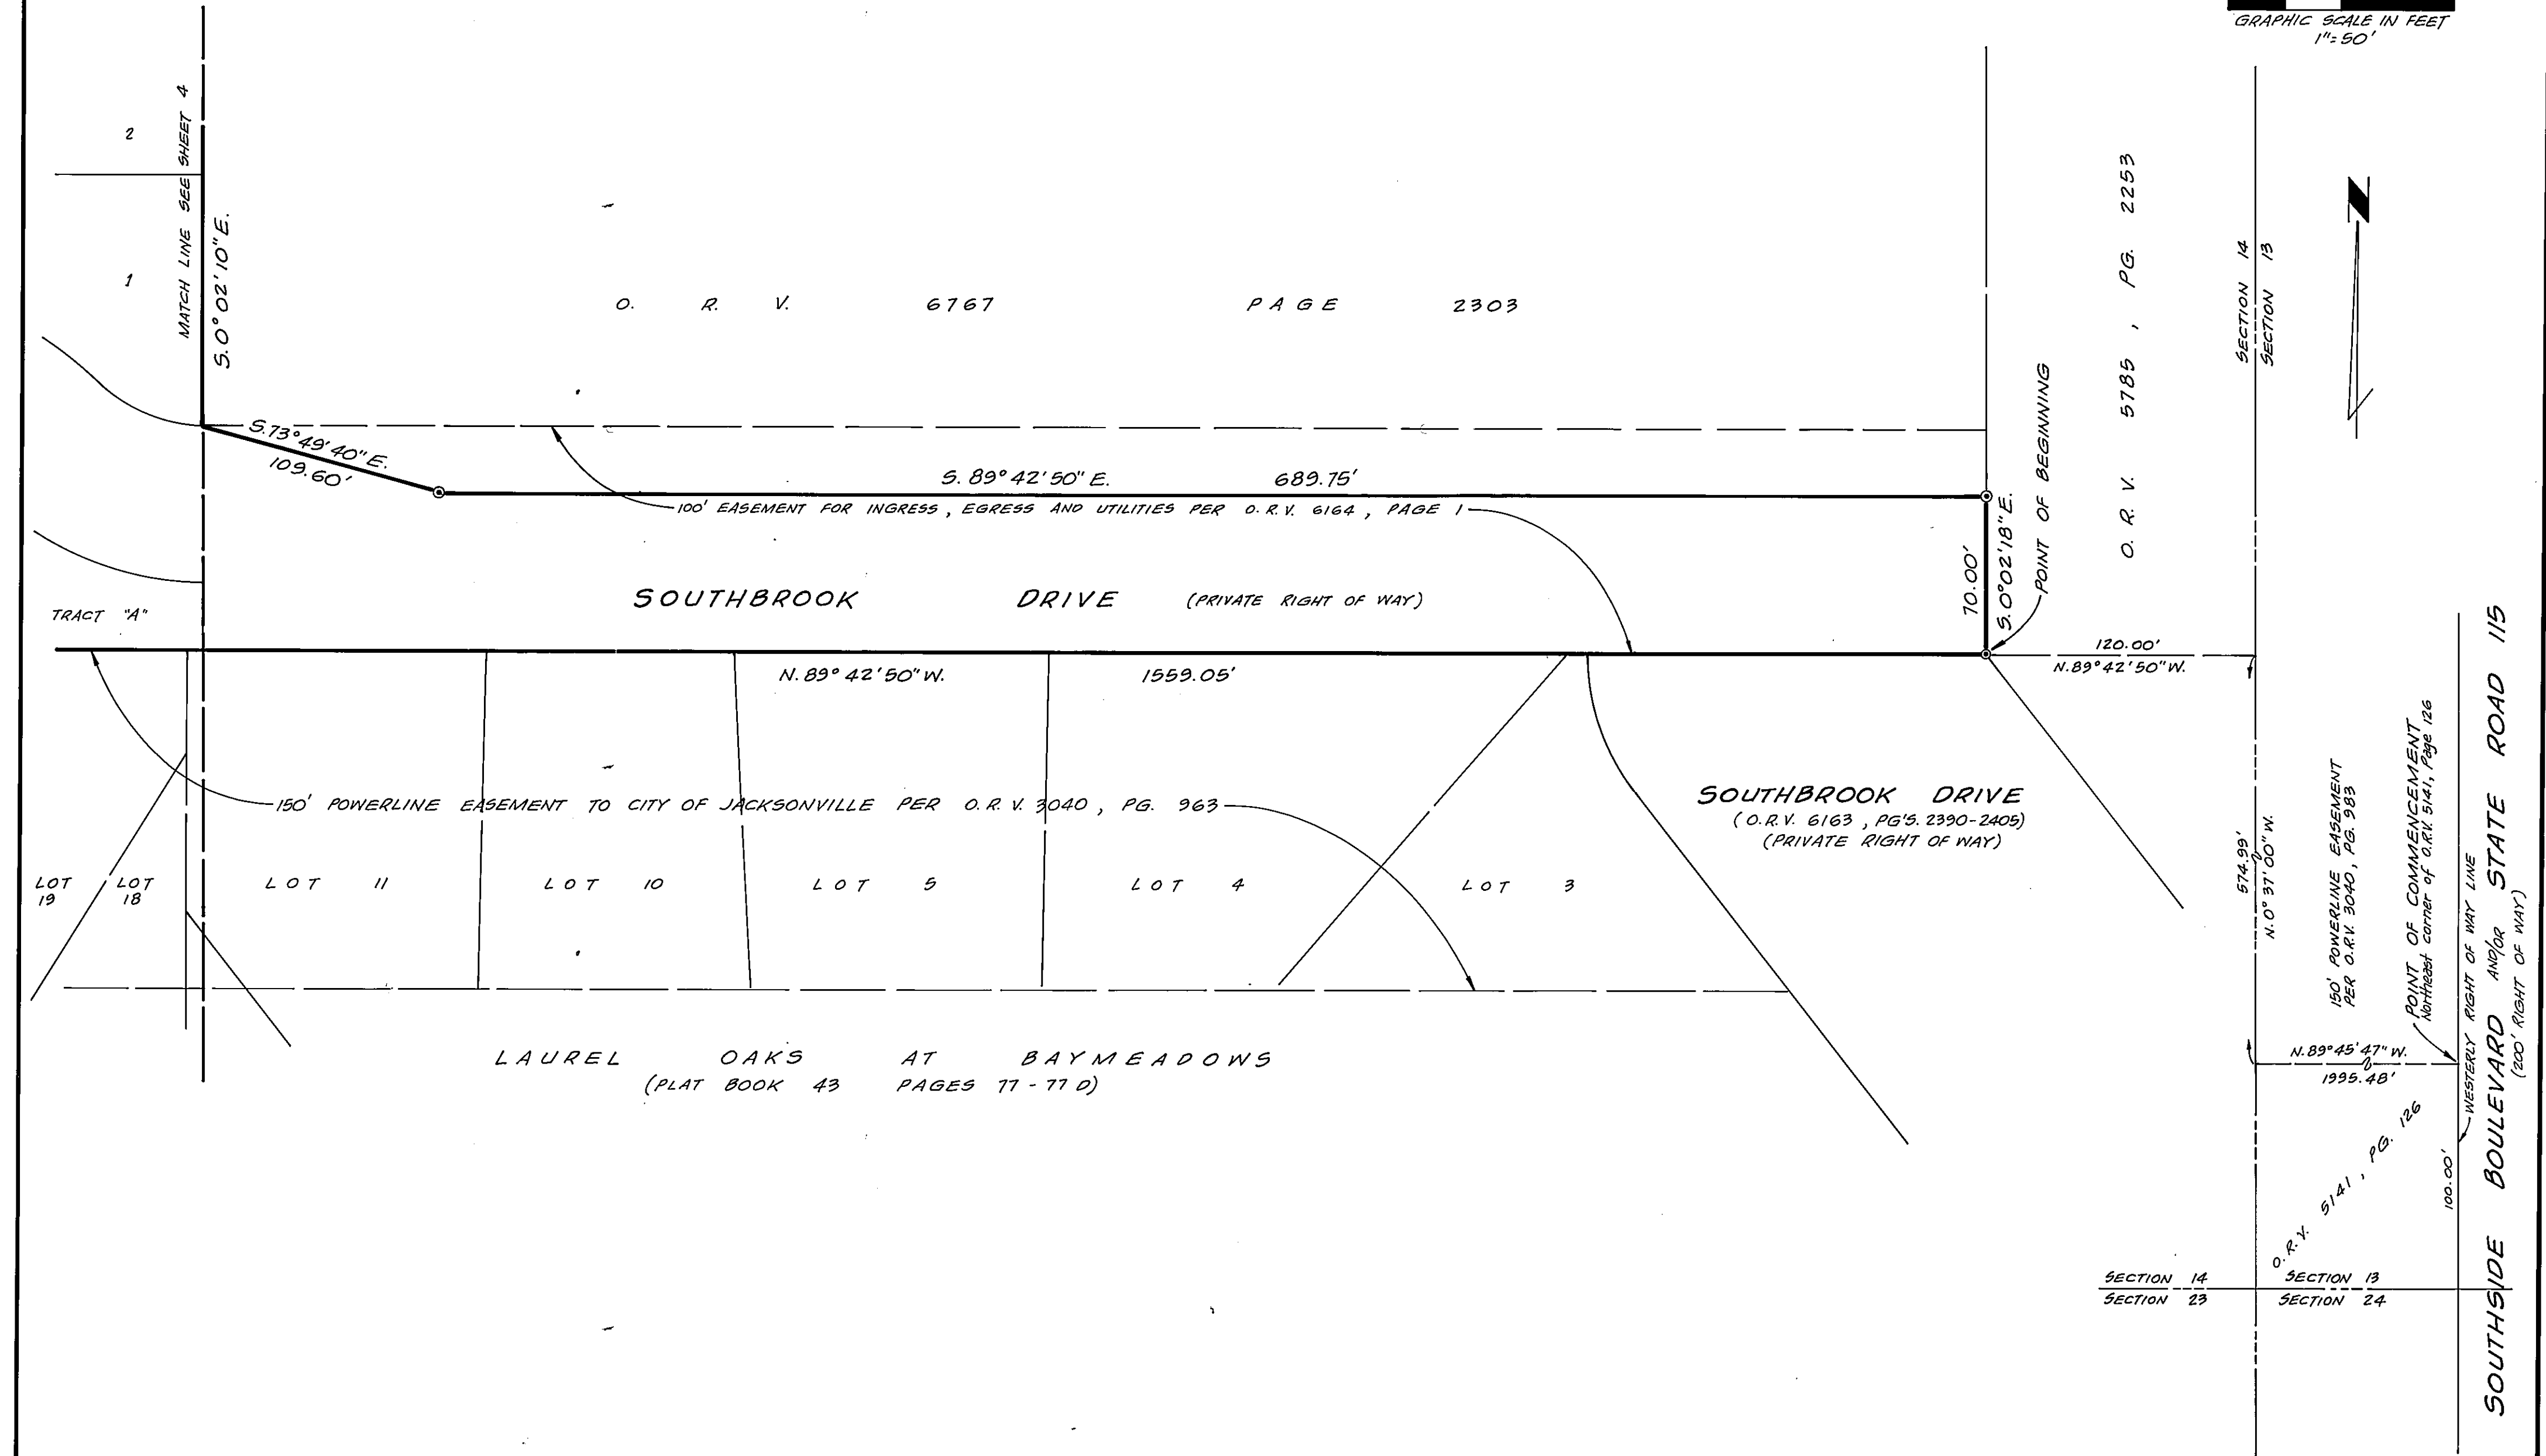 GRAPHIC SCALE IN FEET
1"=50'
2
1
MATCH LINE SEE SHEET 4
S.0°02'10"E.
O. R. V. 6767 PAGE 2303
O. R. V. 5785 , PG. 2253
SECTION 14
SECTION 13
N
S.73°49'40"E.
109.60'
S. 89°42'50"E. 689.75'
100' EASEMENT FOR INGRESS , EGRESS AND UTILITIES PER O. R. V. 6164 , PAGE 1
70.00'
S.0°02'18"E.
POINT OF BEGINNING
SOUTHBROOK DRIVE (PRIVATE RIGHT OF WAY)
TRACT "A"
N. 89°42'50"W. 1559.05'
120.00'
N.89°42'50"W.
150' POWERLINE EASEMENT TO CITY OF JACKSONVILLE PER O. R. V. 3040 , PG. 963
SOUTHBROOK DRIVE
(O.R.V. 6163 , PG'S. 2390-2405)
(PRIVATE RIGHT OF WAY)
LOT
19
LOT
18
LOT 11
LOT 10
LOT 5
LOT 4
LOT 3
574.99'
N.0°37'00"W.
150' POWERLINE EASEMENT
PER O.R.V. 3040, PG. 983
POINT OF COMMENCEMENT
Northeast corner of O.R.V. 5141, Page 126
WESTERLY RIGHT OF WAY LINE
SOUTHSIDE BOULEVARD AND/OR STATE ROAD 115
(200' RIGHT OF WAY)
LAUREL OAKS AT BAYMEADOWS
(PLAT BOOK 43 PAGES 77 - 77 D)
N.89°45'47"W.
1995.48'
O. R. V. 5141 , PG. 126
100.00'
SECTION 14
SECTION 23
SECTION 13
SECTION 24